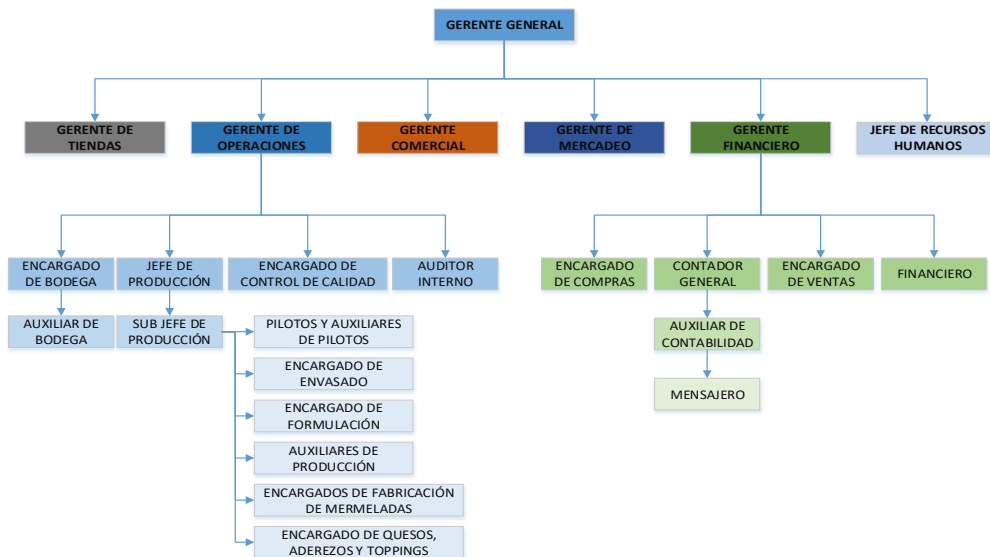 GERENTE GENERAL
GERENTE DE
TIENDAS
GERENTE DE
OPERACIONES
GERENTE
COMERCIAL
GERENTE DE
MERCADEO
GERENTE
FINANCIERO
JEFE DE RECURSOS
HUMANOS
ENCARGADO
DE BODEGA
JEFE DE
PRODUCCIÓN
ENCARGADO DE
CONTROL DE CALIDAD
AUDITOR
INTERNO
ENCARGADO
DE COMPRAS
CONTADOR
GENERAL
ENCARGADO
DE VENTAS
FINANCIERO
AUXILIAR DE
BODEGA
SUB JEFE DE
PRODUCCIÓN
PILOTOS Y AUXILIARES
DE PILOTOS
AUXILIAR DE
CONTABILIDAD
ENCARGADO DE
ENVASADO
MENSAJERO
ENCARGADO DE
FORMULACIÓN
AUXILIARES DE
PRODUCCIÓN
ENCARGADOS DE FABRICACIÓN
DE MERMELADAS
ENCARGADO DE QUESOS,
ADEREZOS Y TOPPINGS